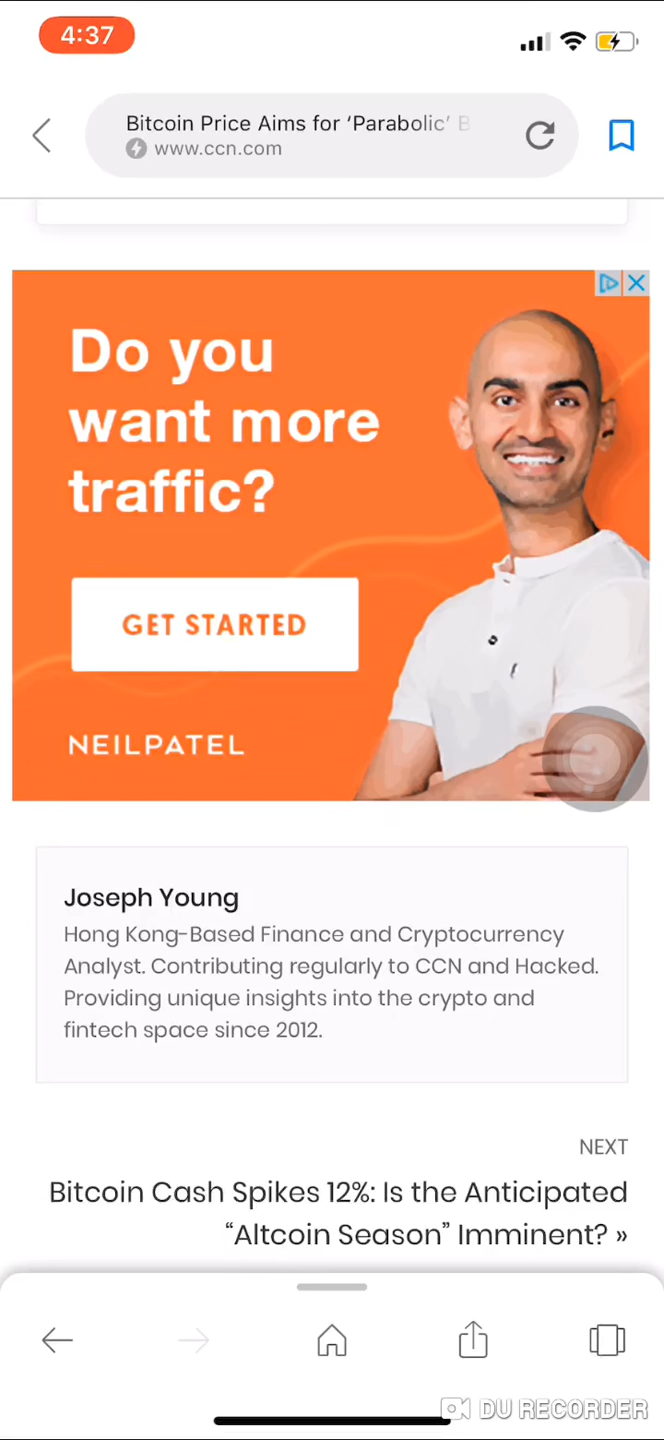 4:37
Bitcoin Price Aims for ‘Parabolic’ B
www.ccn.com
Do you
want more
traffic?
GET STARTED
NEILPATEL
Joseph Young
Hong Kong-Based Finance and Cryptocurrency
Analyst. Contributing regularly to CCN and Hacked.
Providing unique insights into the crypto and
fintech space since 2012.
NEXT
Bitcoin Cash Spikes 12%: Is the Anticipated
“Altcoin Season” Imminent? »
DU RECORDER